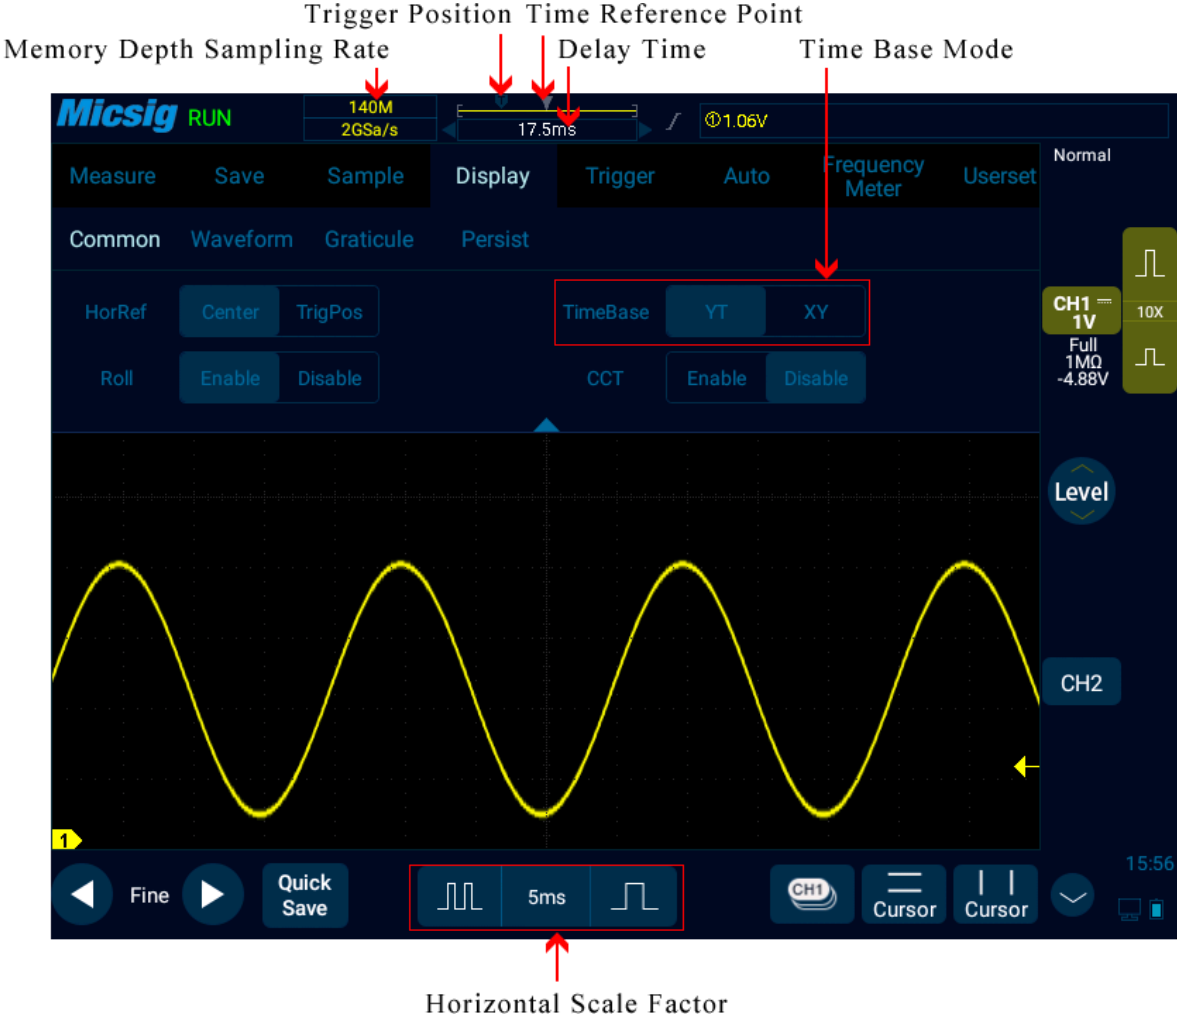 Trigger Position Time Reference Point
Memory Depth Sampling Rate Delay Time Time Base Mode
Micsig RUN 140M 2GSa/s 17.5ms ①1.06V
Measure Save Sample Display Trigger Auto Frequency Meter Userset
Normal
Common Waveform Graticule Persist
HorRef Center TrigPos TimeBase YT XY
Roll Enable Disable CCT Enable Disable
CH1
1V
10X
Full
1MΩ
-4.88V
Level
CH2
1
Fine Quick Save 5ms CH1 Cursor Cursor
15:56
Horizontal Scale Factor